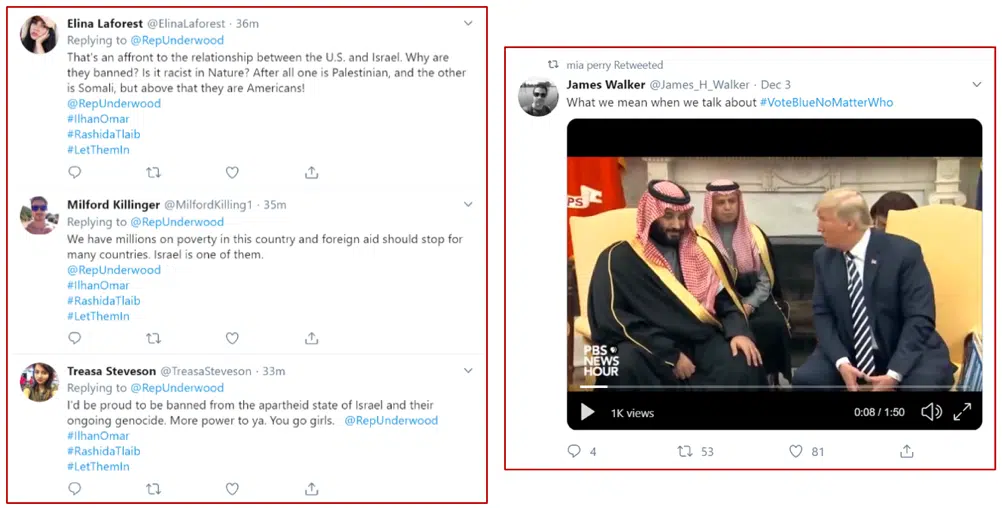 Elina Laforest @ElinaLaforest · 36m
Replying to @RepUnderwood
That's an affront to the relationship between the U.S. and Israel. Why are
they banned? Is it racist in Nature? After all one is Palestinian, and the other
is Somali, but above that they are Americans!
@RepUnderwood
#IlhanOmar
#RashidaTlaib
#LetThemIn
Milford Killinger @MilfordKilling1 · 35m
Replying to @RepUnderwood
We have millions on poverty in this country and foreign aid should stop for
many countries. Israel is one of them.
@RepUnderwood
#IlhanOmar
#RashidaTlaib
#LetThemIn
Treasa Steveson @TreasaSteveson · 33m
Replying to @RepUnderwood
I'd be proud to be banned from the apartheid state of Israel and their
ongoing genocide. More power to ya. You go girls. @RepUnderwood
#IlhanOmar
#RashidaTlaib
#LetThemIn
mia perry Retweeted
James Walker @James_H_Walker · Dec 3
What we mean when we talk about #VoteBlueNoMatterWho
PS
PBS
NEWS
HOUR
1K views 0:08 / 1:50
4 53 81